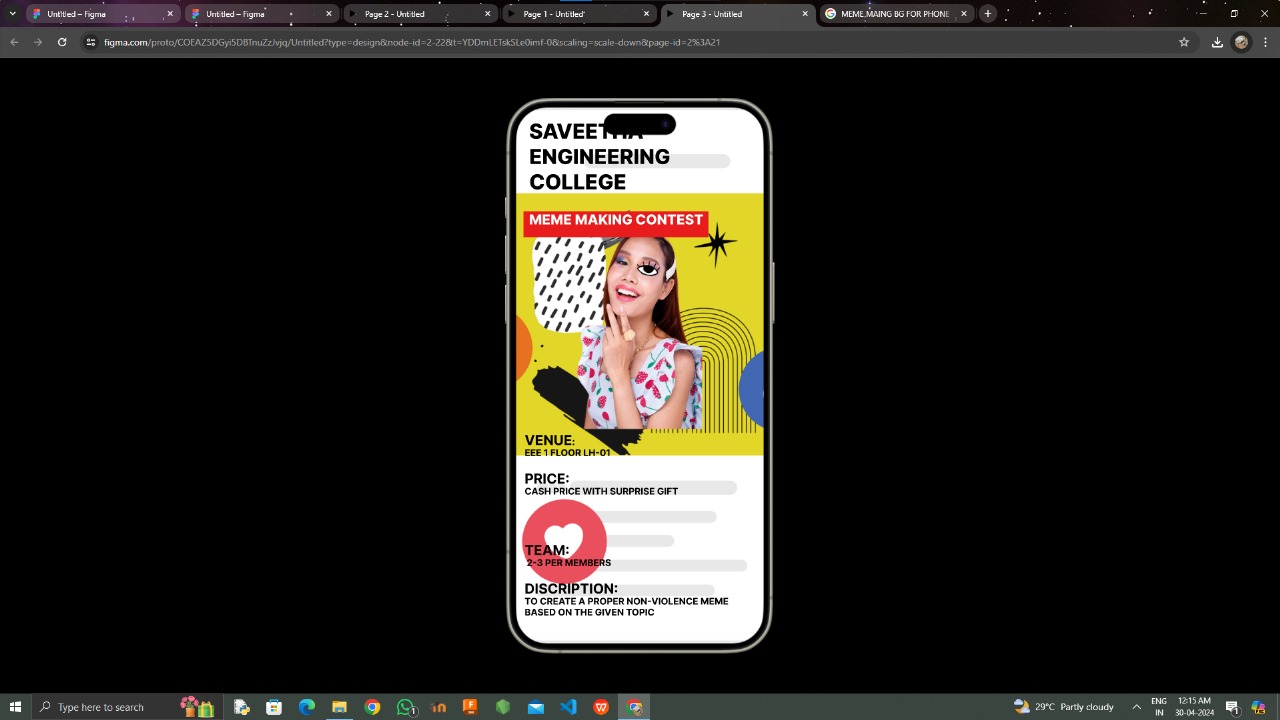 Untitled – Figma
Untitled – Figma
Page 2 - Untitled
Page 1 - Untitled
Page 3 - Untitled
MEME,MAING BG FOR PHONE
figma.com/proto/COEAZ5DGyi5DBTnuZzJvjq/Untitled?type=design&node-id=2-22&t=YDDmLETskSLe0imf-0&scaling=scale-down&page-id=2%3A21
SAVEETHA
ENGINEERING
COLLEGE
MEME MAKING CONTEST
VENUE:
EEE 1 FLOOR LH-01
PRICE:
CASH PRICE WITH SURPRISE GIFT
TEAM:
2-3 PER MEMBERS
DISCRIPTION:
TO CREATE A PROPER NON-VIOLENCE MEME
BASED ON THE GIVEN TOPIC
Type here to search
29°C Partly cloudy
ENG
IN
12:15 AM
30-04-2024